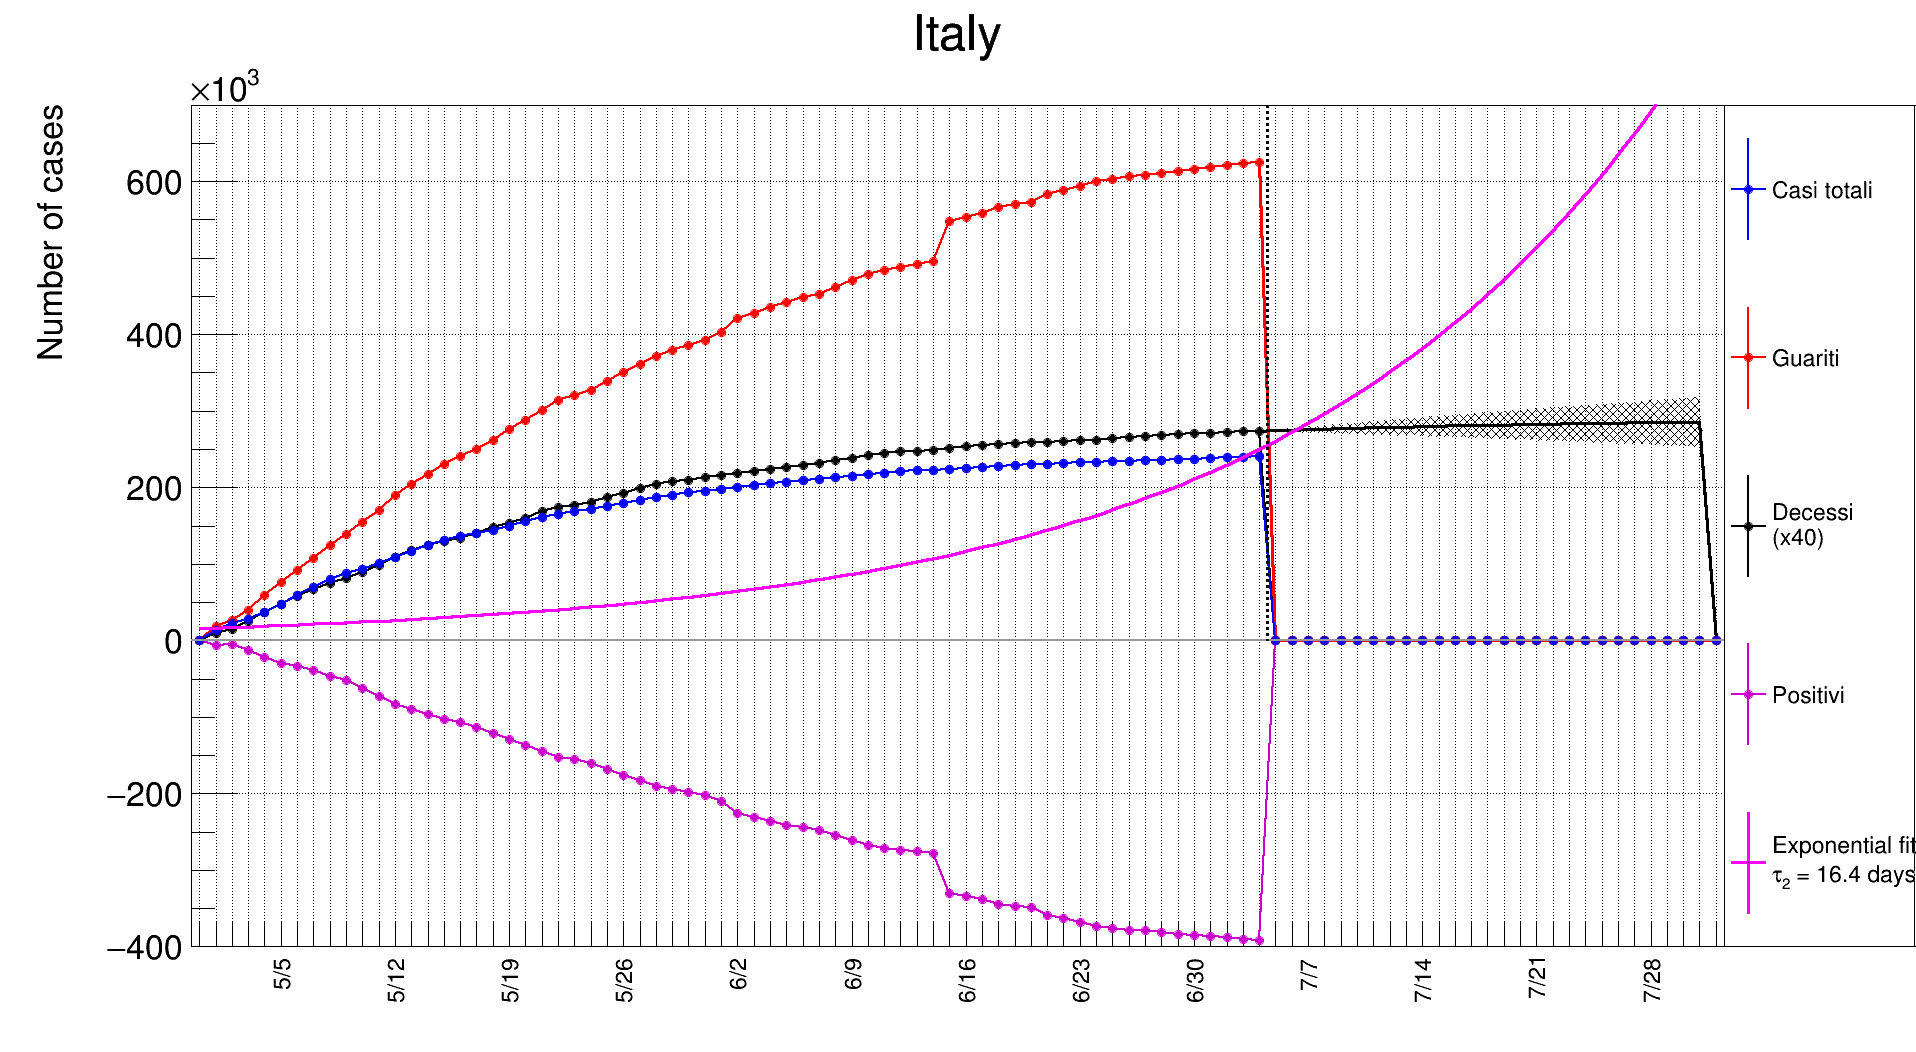 Italy
×10³
Number of cases
600
400
200
0
−200
−400
5/5
5/12
5/19
5/26
6/2
6/9
6/16
6/23
6/30
7/7
7/14
7/21
7/28
Casi totali
Guariti
Decessi
(x40)
Positivi
Exponential fit
τ₂ = 16.4 days